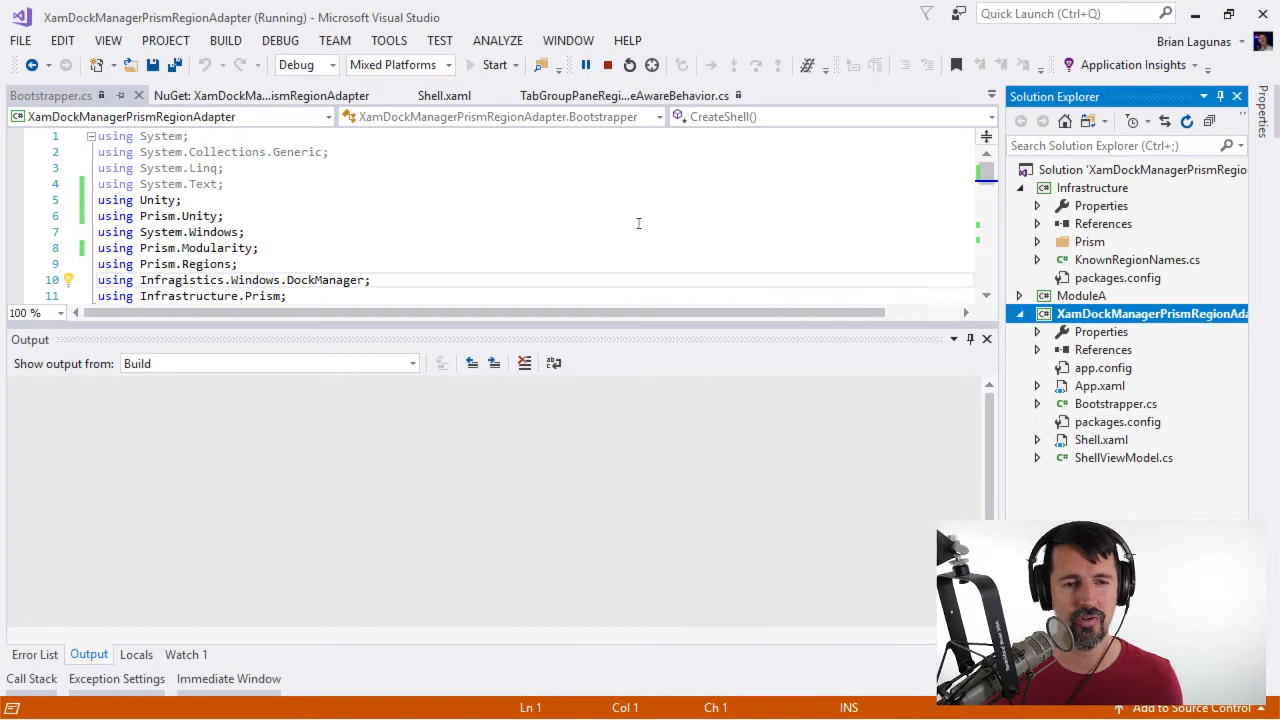 XamDockManagerPrismRegionAdapter (Running) - Microsoft Visual Studio
Quick Launch (Ctrl+Q)
FILE EDIT VIEW PROJECT BUILD DEBUG TEAM TOOLS TEST ANALYZE WINDOW HELP
Brian Lagunas
Debug Mixed Platforms Start Application Insights
Bootstrapper.cs NuGet: XamDockMa...ismRegionAdapter Shell.xaml TabGroupPaneRegi...eAwareBehavior.cs
XamDockManagerPrismRegionAdapter XamDockManagerPrismRegionAdapter.Bootstrapper CreateShell()
1 using System;
2 using System.Collections.Generic;
3 using System.Linq;
4 using System.Text;
5 using Unity;
6 using Prism.Unity;
7 using System.Windows;
8 using Prism.Modularity;
9 using Prism.Regions;
10 using Infragistics.Windows.DockManager;
11 using Infrastructure.Prism;
100 %
Output
Show output from: Build
Error List Output Locals Watch 1
Call Stack Exception Settings Immediate Window
Solution Explorer
Search Solution Explorer (Ctrl+;)
Solution 'XamDockManagerPrismRegio
Infrastructure
Properties
References
Prism
KnownRegionNames.cs
packages.config
ModuleA
XamDockManagerPrismRegionAda
Properties
References
app.config
App.xaml
Bootstrapper.cs
packages.config
Shell.xaml
ShellViewModel.cs
Properties
Ln 1 Col 1 Ch 1 INS Add to Source Control